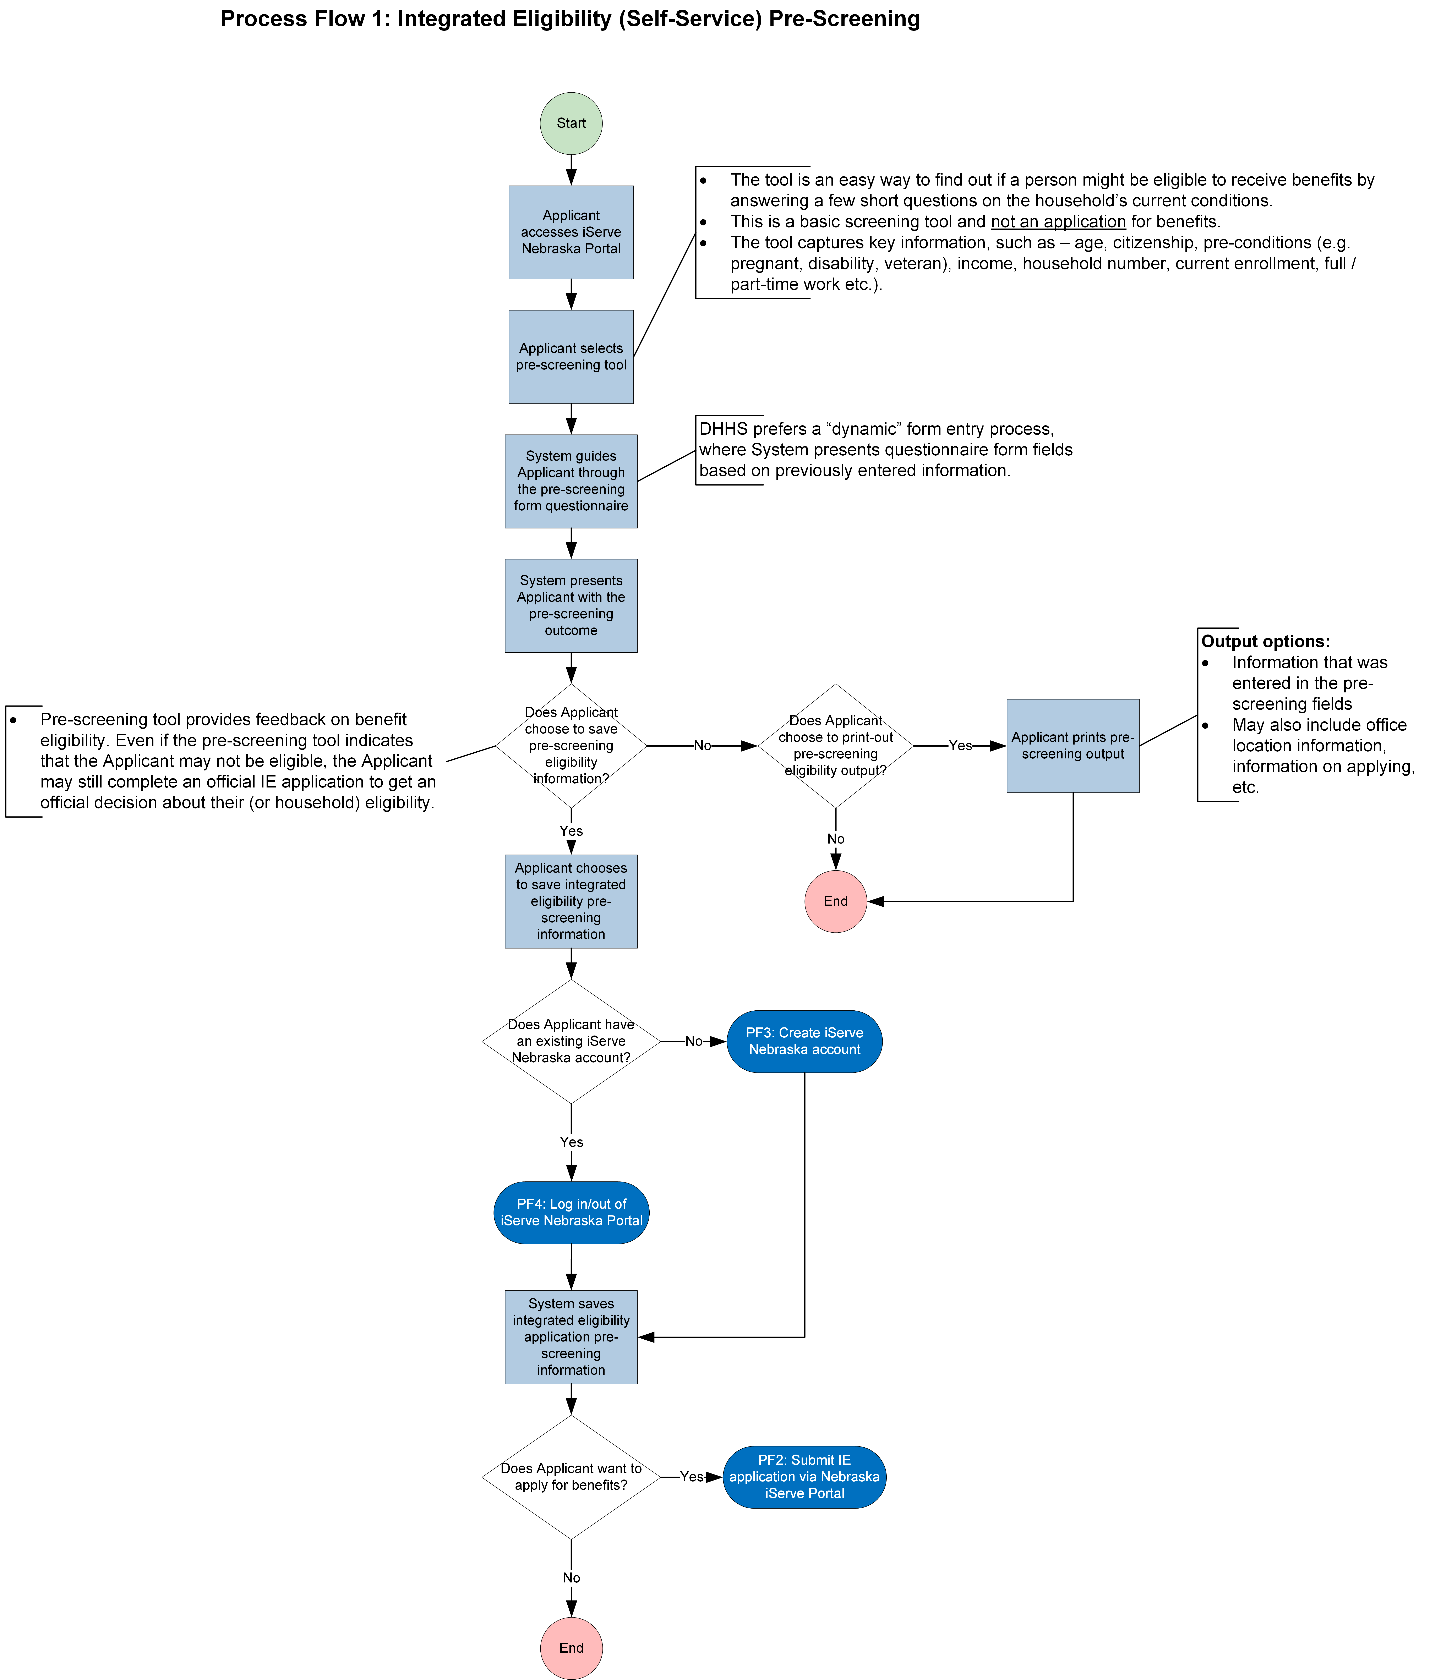 Process Flow 1: Integrated Eligibility (Self-Service) Pre-Screening
Start
Applicant
accesses iServe
Nebraska Portal
• The tool is an easy way to find out if a person might be eligible to receive benefits by
answering a few short questions on the household’s current conditions.
• This is a basic screening tool and not an application for benefits.
• The tool captures key information, such as – age, citizenship, pre-conditions (e.g.
pregnant, disability, veteran), income, household number, current enrollment, full /
part-time work etc.).
Applicant selects
pre-screening tool
DHHS prefers a “dynamic” form entry process,
where System presents questionnaire form fields
based on previously entered information.
System guides
Applicant through
the pre-screening
form questionnaire
System presents
Applicant with the
pre-screening
outcome
• Pre-screening tool provides feedback on benefit
eligibility. Even if the pre-screening tool indicates
that the Applicant may not be eligible, the Applicant
may still complete an official IE application to get an
official decision about their (or household) eligibility.
Does Applicant
choose to save
pre-screening
eligibility
information?
No
Does Applicant
choose to print-out
pre-screening
eligibility output?
Yes
Applicant prints pre-
screening output
Output options:
• Information that was
entered in the pre-
screening fields
• May also include office
location information,
information on applying,
etc.
Yes
No
End
Applicant chooses
to save integrated
eligibility pre-
screening
information
Does Applicant have
an existing iServe
Nebraska account?
No
PF3: Create iServe
Nebraska account
Yes
PF4: Log in/out of
iServe Nebraska Portal
System saves
integrated eligibility
application pre-
screening
information
Does Applicant want to
apply for benefits?
Yes
PF2: Submit IE
application via Nebraska
iServe Portal
No
End